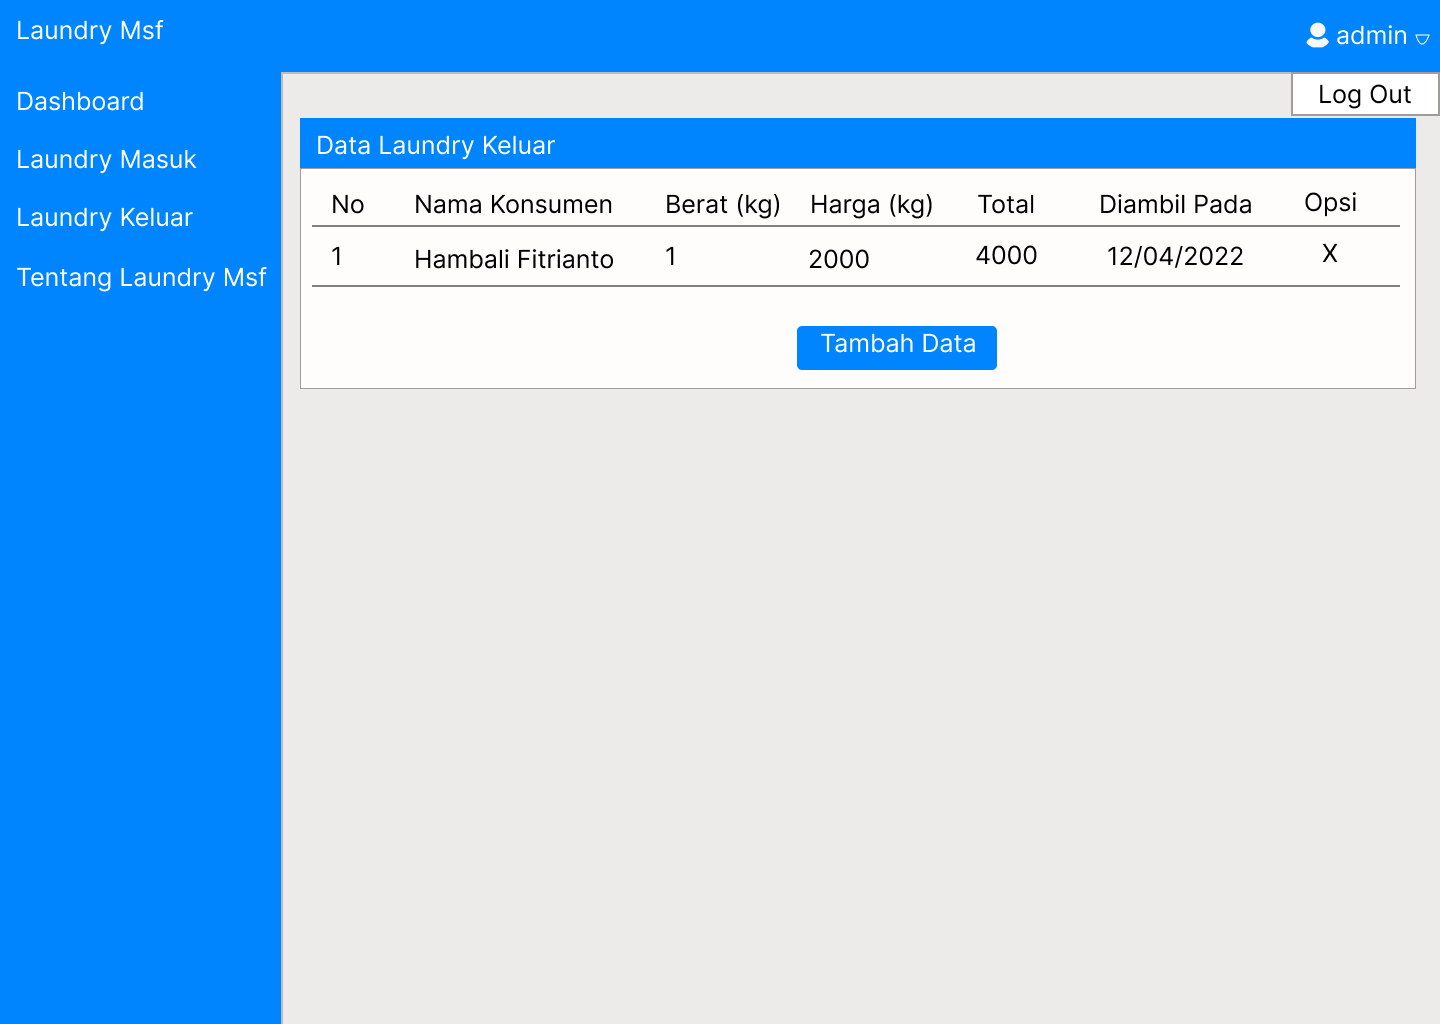 Laundry Msf
admin
Log Out
Dashboard
Laundry Masuk
Laundry Keluar
Tentang Laundry Msf
Data Laundry Keluar
No Nama Konsumen Berat (kg) Harga (kg) Total Diambil Pada Opsi
1 Hambali Fitrianto 1 2000 4000 12/04/2022 X
Tambah Data